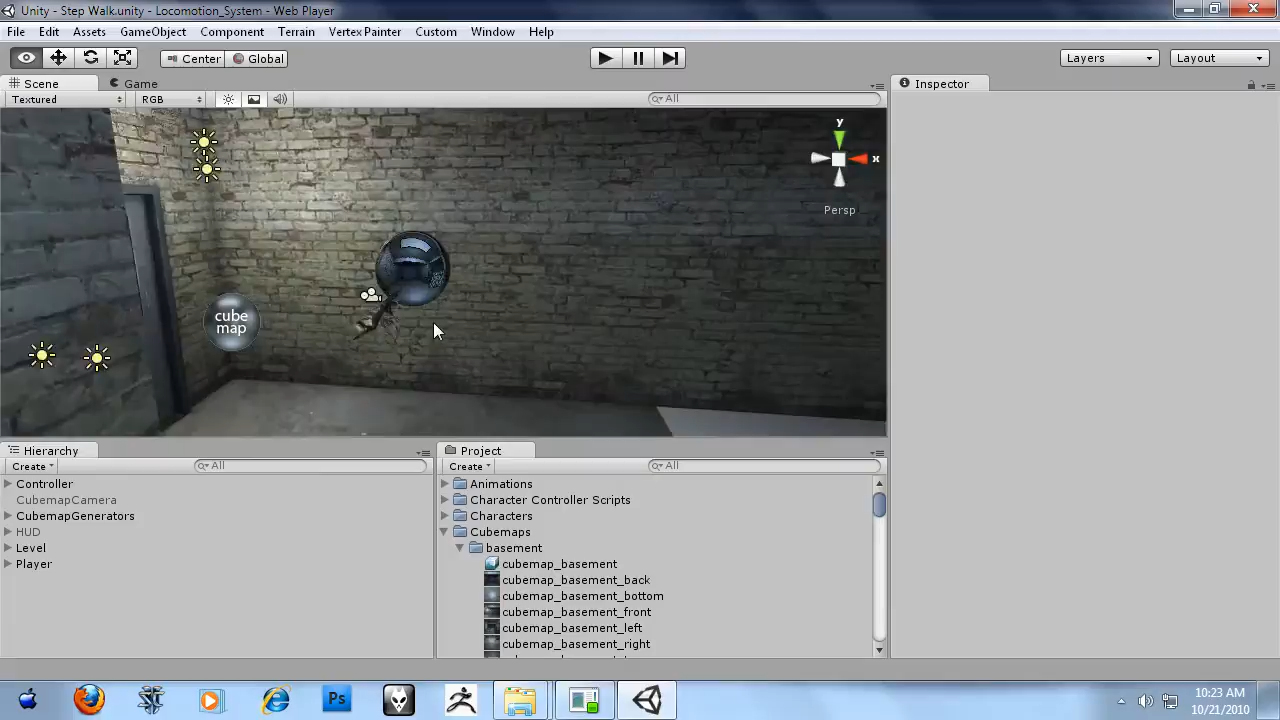 Unity - Step Walk.unity - Locomotion_System - Web Player
File Edit Assets GameObject Component Terrain Vertex Painter Custom Window Help
Center Global Layers Layout
Scene Game Inspector
Textured RGB All
y
x
Persp
cube
map
Hierarchy Project
Create All Create All
Controller Animations
CubemapCamera Character Controller Scripts
CubemapGenerators Characters
HUD Cubemaps
Level basement
Player cubemap_basement
cubemap_basement_back
cubemap_basement_bottom
cubemap_basement_front
cubemap_basement_left
cubemap_basement_right
Ps
10:23 AM
10/21/2010